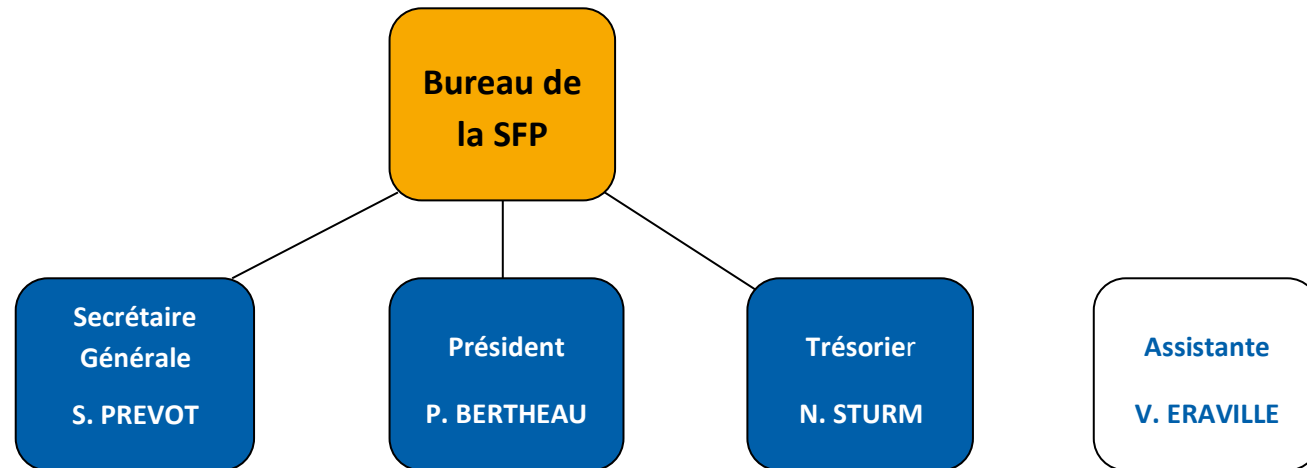 Bureau de
la SFP
Secrétaire
Générale
S. PREVOT
Président
P. BERTHEAU
Trésorier
N. STURM
Assistante
V. ERAVILLE